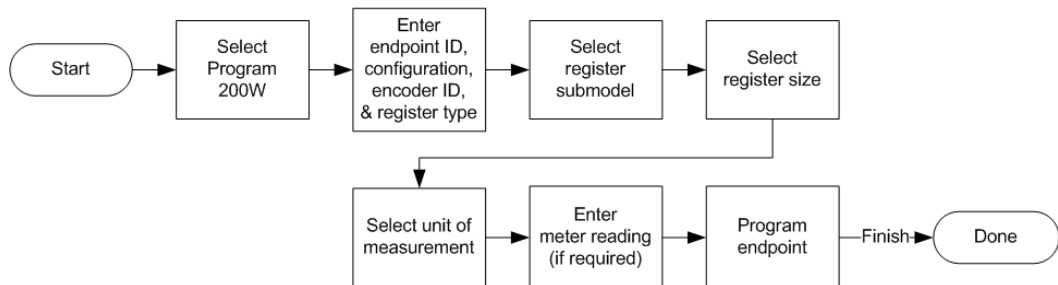 Start
Select
Program
200W
Enter
endpoint ID,
configuration,
encoder ID,
& register type
Select
register
submodel
Select
register size
Select unit of
measurement
Enter
meter reading
(if required)
Program
endpoint
Finish
Done